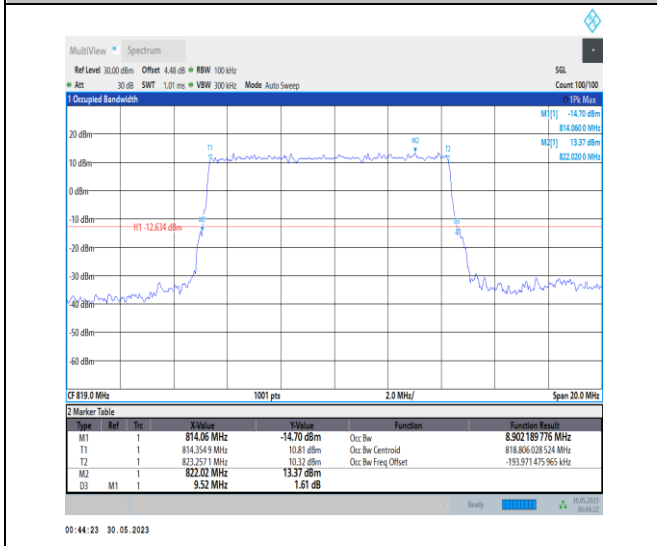 MultiView Spectrum
Ref Level 30.00 dBm Offset 4.48 dB RBW 100 kHz SGL
Att 30 dB SWT 1.01 ms VBW 300 kHz Mode Auto Sweep Count 100/100
1 Occupied Bandwidth 1Pk Max
M1[1] -14.70 dBm
814.060 0 MHz
M2[1] 13.37 dBm
822.020 0 MHz
20 dBm
T1 M2 T2
10 dBm
0 dBm
-10 dBm
M1
H1 -12.634 dBm
-20 dBm
-30 dBm
-40 dBm
-50 dBm
-60 dBm
CF 819.0 MHz 1001 pts 2.0 MHz/ Span 20.0 MHz
2 Marker Table
Type Ref Trc X-Value Y-Value Function Function Result
M1 1 814.06 MHz -14.70 dBm Occ Bw 8.902 189 776 MHz
T1 1 814.354 9 MHz 10.81 dBm Occ Bw Centroid 818.806 028 524 MHz
T2 1 823.257 1 MHz 10.32 dBm Occ Bw Freq Offset -193.971 475 965 kHz
M2 1 822.02 MHz 13.37 dBm
D3 M1 1 9.52 MHz 1.61 dB
Ready 30.05.2023
00:44:22
00:44:23 30.05.2023